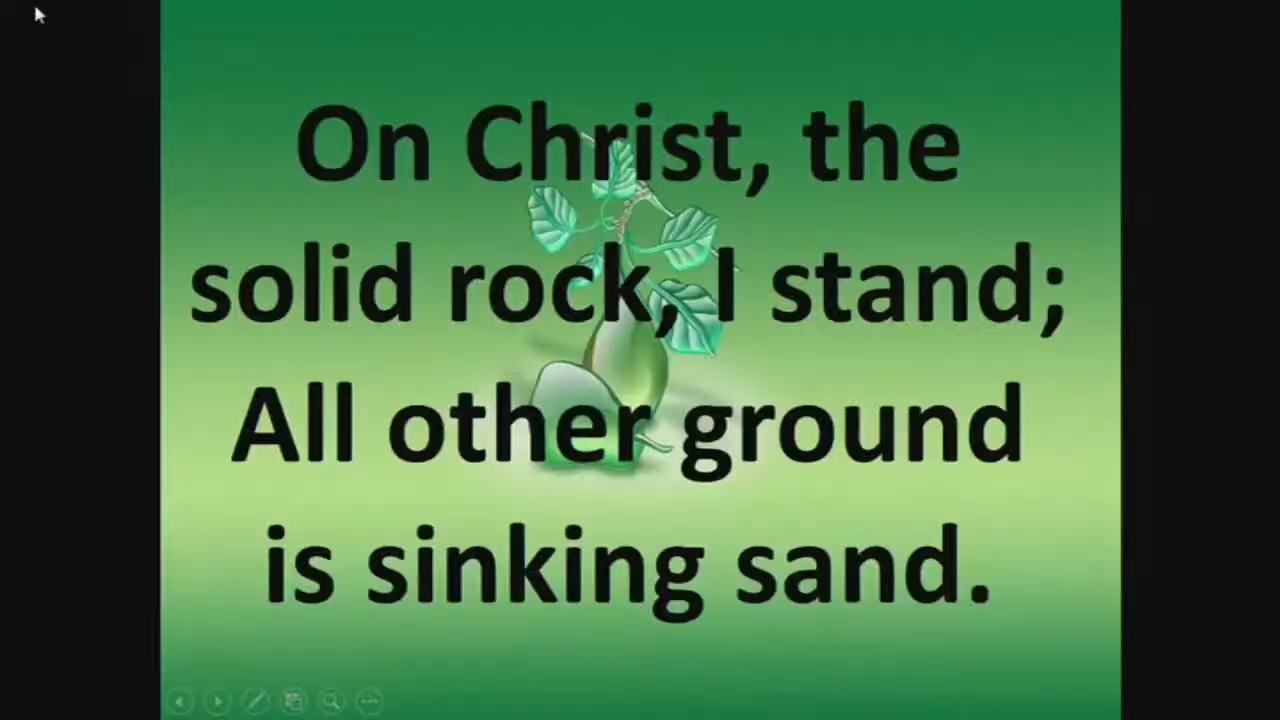 On Christ, the
solid rock, I stand;
All other ground
is sinking sand.